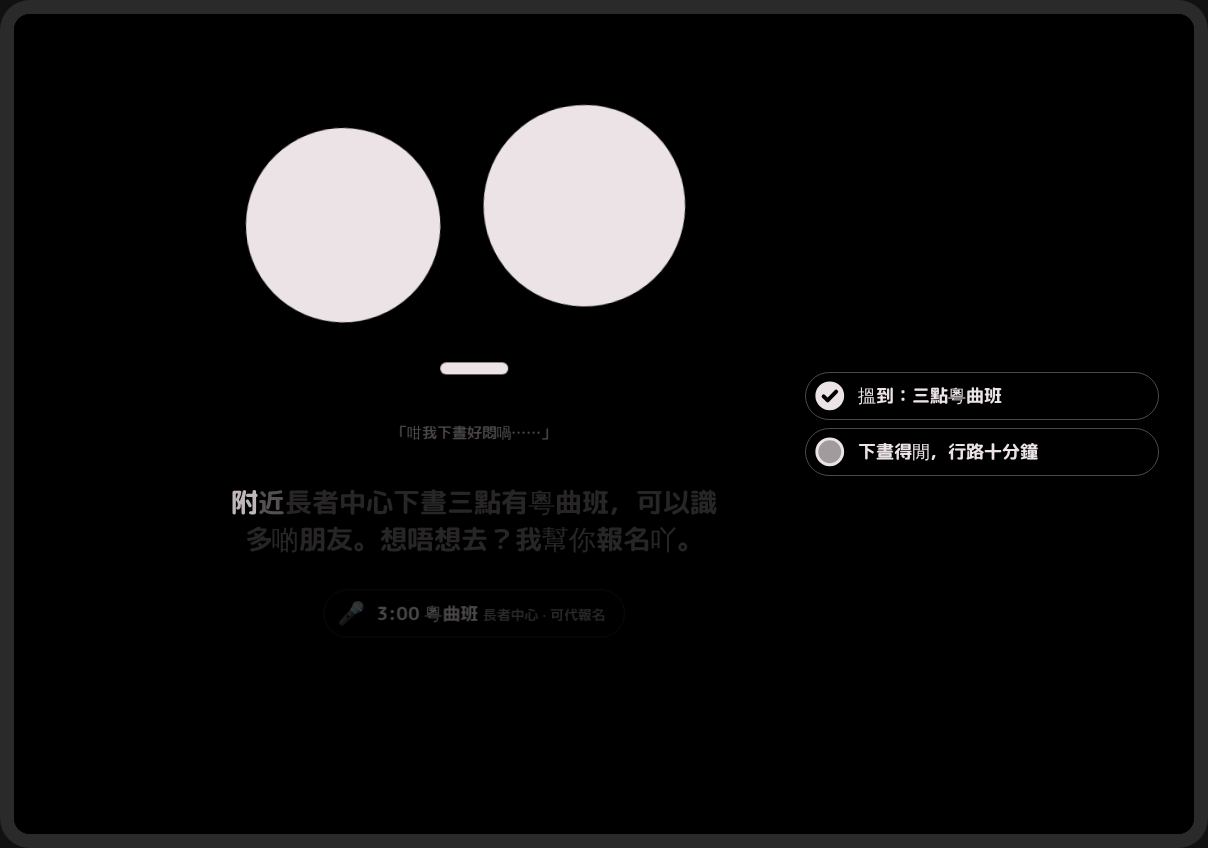 「咁我下晝好悶喎⋯⋯」
附近長者中心下晝三點有粵曲班，可以識
多啲朋友。想唔想去？我幫你報名吖。
3:00 粵曲班 長者中心 · 可代報名
搵到：三點粵曲班
下晝得閒，行路十分鐘